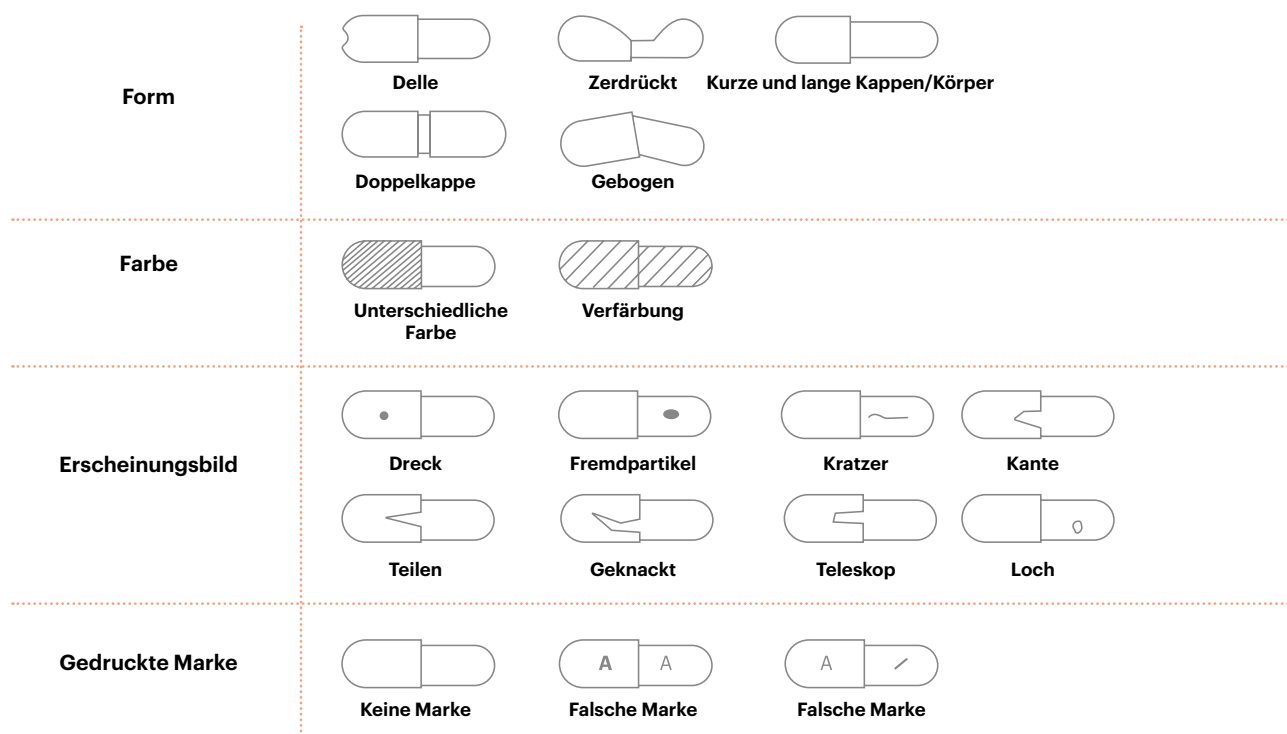 Form
Delle
Zerdrückt
Kurze und lange Kappen/Körper
Doppelkappe
Gebogen
Farbe
Unterschiedliche
Farbe
Verfärbung
Erscheinungsbild
Dreck
Fremdpartikel
Kratzer
Kante
Teilen
Geknackt
Teleskop
Loch
Gedruckte Marke
A A
A
Keine Marke
Falsche Marke
Falsche Marke